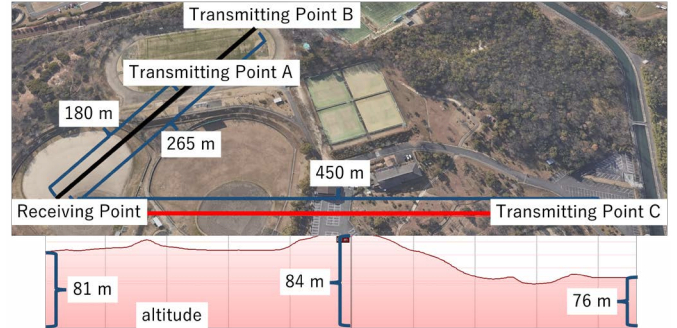 Transmitting Point B
Transmitting Point A
180 m
265 m
450 m
Receiving Point
Transmitting Point C
81 m
84 m
76 m
altitude